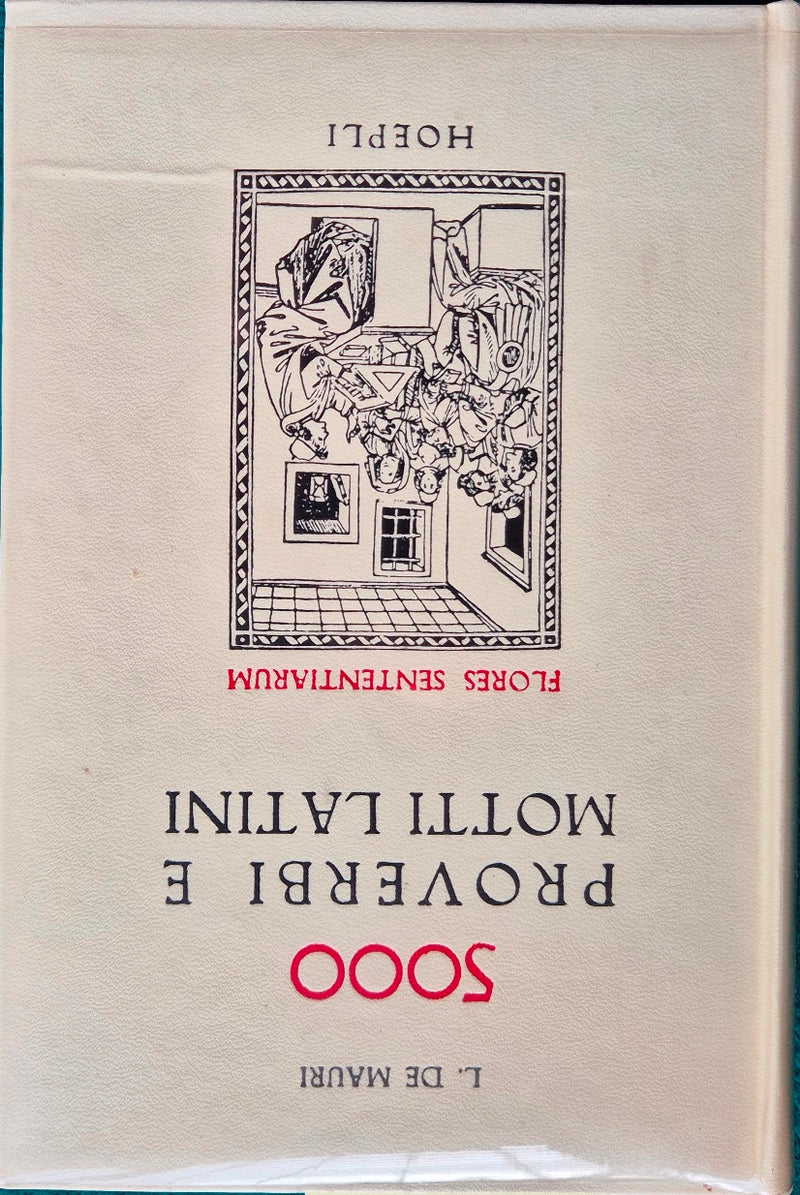 L. DE MAURI
5000
PROVERBI E
MOTTI LATINI
FLORES SENTENTIARUM
HOEPLI